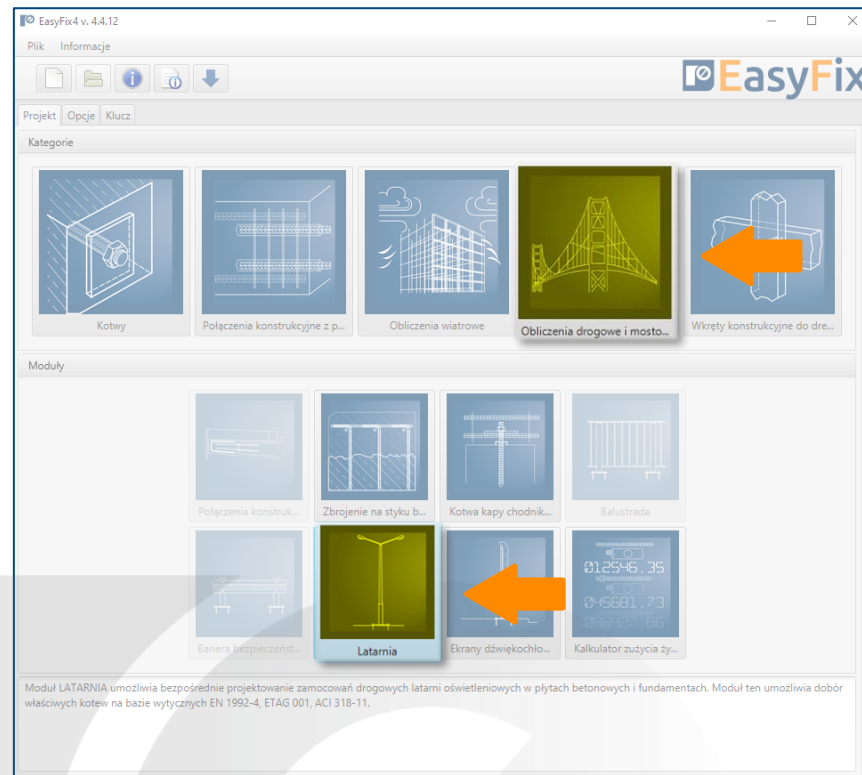 EasyFix4 v. 4.4.12
Plik Informacje
EasyFix
Projekt Opcje Klucz
Kategorie
Kotwy
Połączenia konstrukcyjne z p...
Obliczenia wiatrowe
Obliczenia drogowe i mosto...
Wkręty konstrukcyjne do dre...
Moduły
Połączenia konstruk...
Zbrojenie na styku b...
Kotwa kapy chodnik...
Balustrada
012546.35
045681.73
Bariera bezpieczeńst...
Latarnia
Ekrany dźwiękochło...
Kalkulator zużycia ży...
Moduł LATARNIA umożliwia bezpośrednie projektowanie zamocowań drogowych latarni oświetleniowych w płytach betonowych i fundamentach. Moduł ten umożliwia dobór
właściwych kotew na bazie wytycznych EN 1992-4, ETAG 001, ACI 318-11.